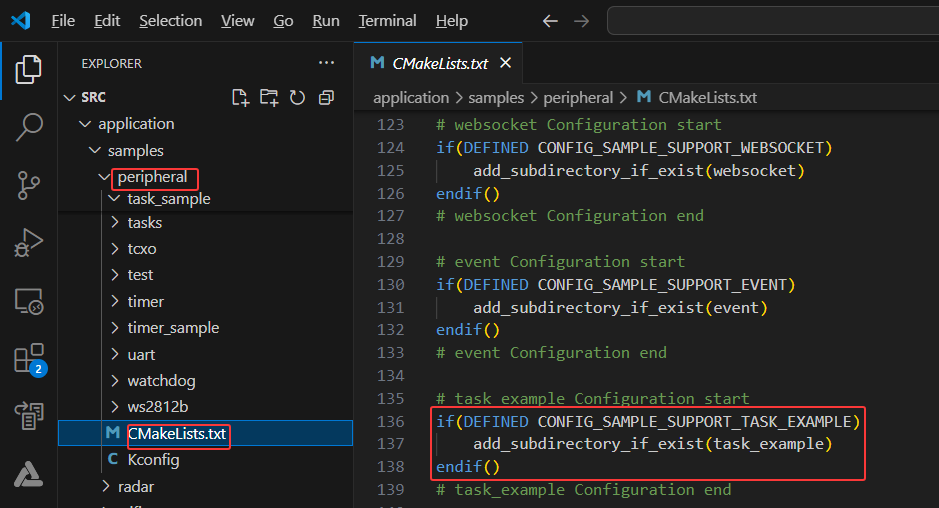 File Edit Selection View Go Run Terminal Help
EXPLORER
SRC
application
samples
peripheral
task_sample
tasks
tcxo
test
timer
timer_sample
uart
watchdog
ws2812b
M CMakeLists.txt
C Kconfig
radar
2
M CMakeLists.txt
application > samples > peripheral > M CMakeLists.txt
123 # websocket Configuration start
124 if(DEFINED CONFIG_SAMPLE_SUPPORT_WEBSOCKET)
125 add_subdirectory_if_exist(websocket)
126 endif()
127 # websocket Configuration end
128
129 # event Configuration start
130 if(DEFINED CONFIG_SAMPLE_SUPPORT_EVENT)
131 add_subdirectory_if_exist(event)
132 endif()
133 # event Configuration end
134
135 # task_example Configuration start
136 if(DEFINED CONFIG_SAMPLE_SUPPORT_TASK_EXAMPLE)
137 add_subdirectory_if_exist(task_example)
138 endif()
139 # task_example Configuration end